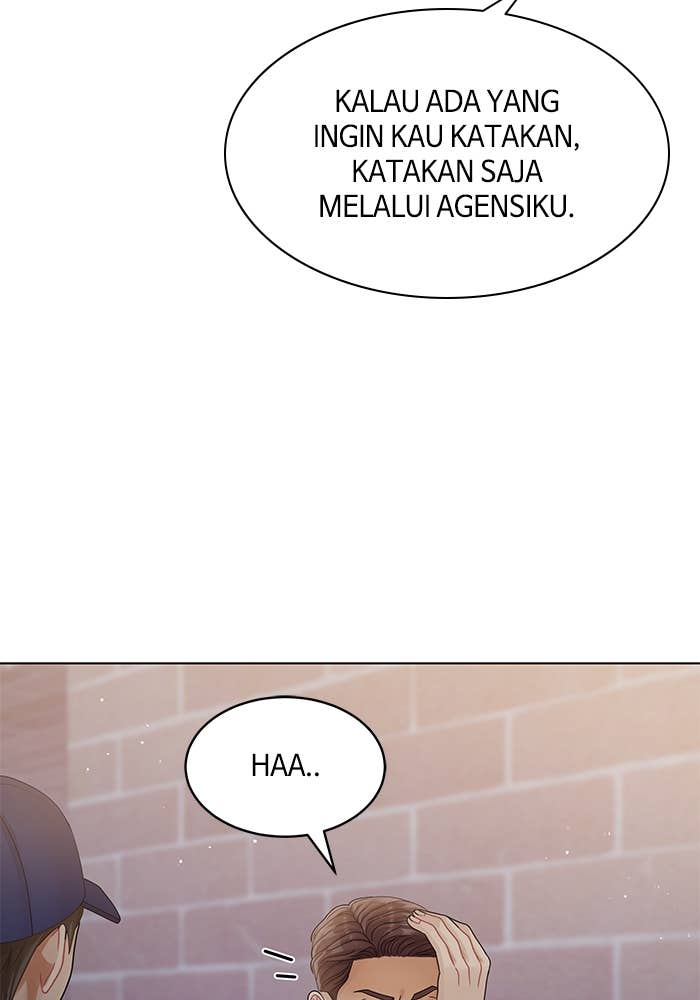 KALAU ADA YANG
INGIN KAU KATAKAN,
KATAKAN SAJA
MELALUI AGENSIKU.
HAA..